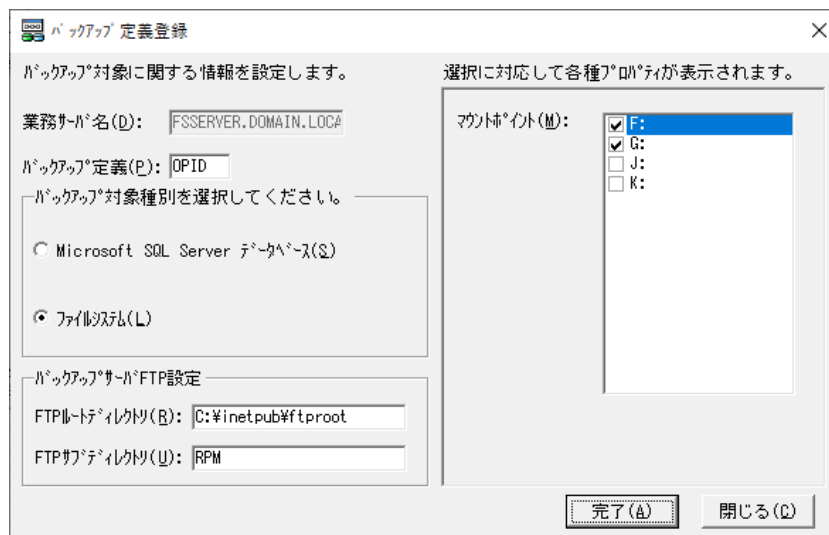 ﾊﾞｯｸｱｯﾌﾟ 定義登録
ﾊﾞｯｸｱｯﾌﾟ対象に関する情報を設定します。
業務ｻｰﾊﾞ名(D):
FSSERVER.DOMAIN.LOCA
ﾊﾞｯｸｱｯﾌﾟ定義(P):
OPID
ﾊﾞｯｸｱｯﾌﾟ対象種別を選択してください。
Microsoft SQL Server ﾃﾞｰﾀﾍﾞｰｽ(S)
ﾌｧｲﾙｼｽﾃﾑ(L)
ﾊﾞｯｸｱｯﾌﾟｻｰﾊﾞFTP設定
FTPﾙｰﾄﾃﾞｨﾚｸﾄﾘ(R):
C:¥inetpub¥ftproot
FTPｻﾌﾞﾃﾞｨﾚｸﾄﾘ(U):
RPM
選択に対応して各種ﾌﾟﾛﾊﾟﾃｨが表示されます。
ﾏｳﾝﾄﾎﾟｲﾝﾄ(M):
F:
G:
J:
K:
完了(A)
閉じる(C)